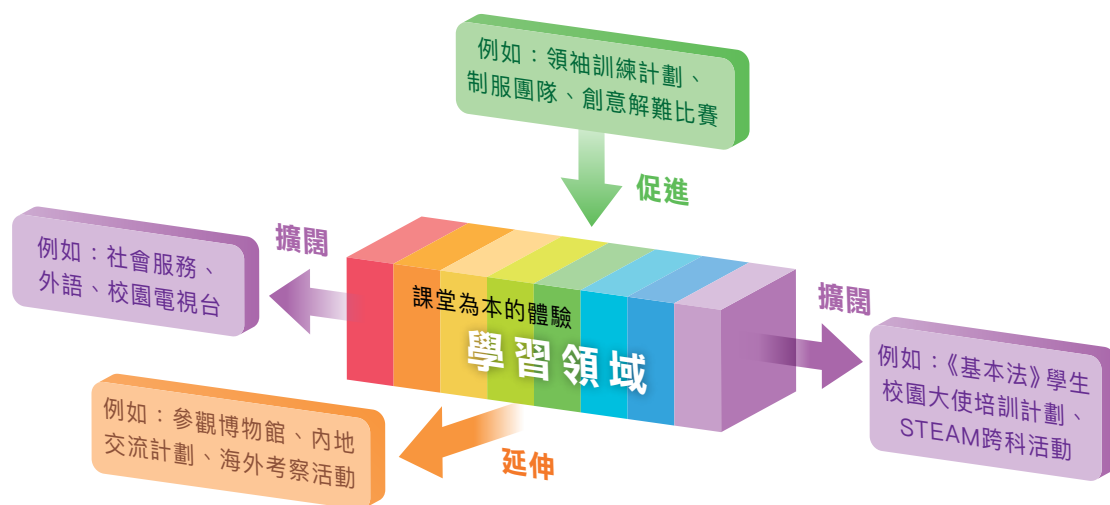 例如：領袖訓練計劃、
制服團隊、創意解難比賽
促進
擴闊
例如：社會服務、
外語、校園電視台
課堂為本的體驗
學習領域
擴闊
例如：《基本法》學生
校園大使培訓計劃、
STEAM跨科活動
例如：參觀博物館、內地
交流計劃、海外考察活動
延伸